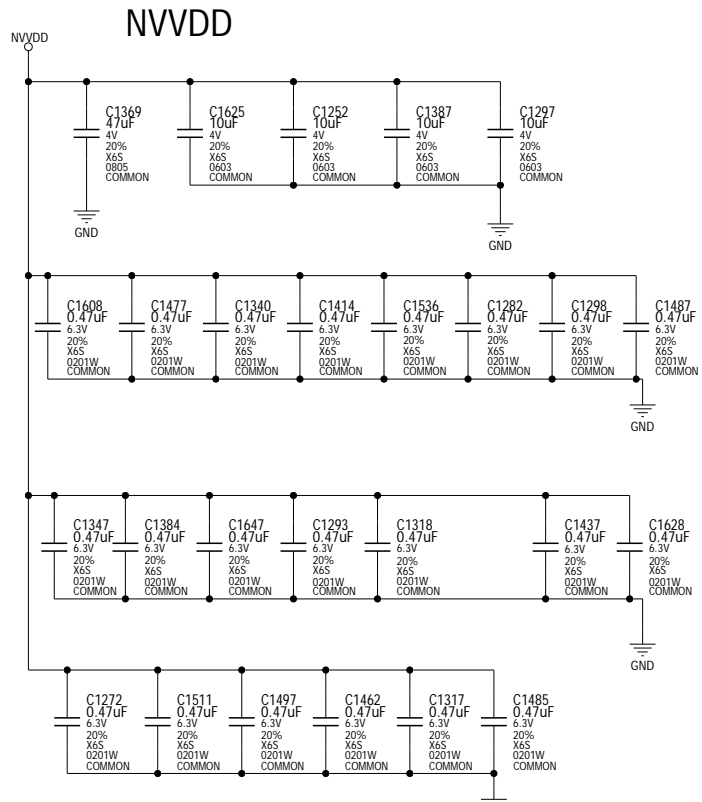 NVVDD
NVVDD
C1369
47uF
4V
20%
X6S
0805
COMMON
C1625
10uF
4V
20%
X6S
0603
COMMON
C1252
10uF
4V
20%
X6S
0603
COMMON
C1387
10uF
4V
20%
X6S
0603
COMMON
C1297
10uF
4V
20%
X6S
0603
COMMON
GND
GND
C1608
0.47uF
6.3V
20%
X6S
0201W
COMMON
C1477
0.47uF
6.3V
20%
X6S
0201W
COMMON
C1340
0.47uF
6.3V
20%
X6S
0201W
COMMON
C1414
0.47uF
6.3V
20%
X6S
0201W
COMMON
C1536
0.47uF
6.3V
20%
X6S
0201W
COMMON
C1282
0.47uF
6.3V
20%
X6S
0201W
COMMON
C1298
0.47uF
6.3V
20%
X6S
0201W
COMMON
C1487
0.47uF
6.3V
20%
X6S
0201W
COMMON
GND
C1347
0.47uF
6.3V
20%
X6S
0201W
COMMON
C1384
0.47uF
6.3V
20%
X6S
0201W
COMMON
C1647
0.47uF
6.3V
20%
X6S
0201W
COMMON
C1293
0.47uF
6.3V
20%
X6S
0201W
COMMON
C1318
0.47uF
6.3V
20%
X6S
0201W
COMMON
C1437
0.47uF
6.3V
20%
X6S
0201W
COMMON
C1628
0.47uF
6.3V
20%
X6S
0201W
COMMON
GND
C1272
0.47uF
6.3V
20%
X6S
0201W
COMMON
C1511
0.47uF
6.3V
20%
X6S
0201W
COMMON
C1497
0.47uF
6.3V
20%
X6S
0201W
COMMON
C1462
0.47uF
6.3V
20%
X6S
0201W
COMMON
C1317
0.47uF
6.3V
20%
X6S
0201W
COMMON
C1485
0.47uF
6.3V
20%
X6S
0201W
COMMON